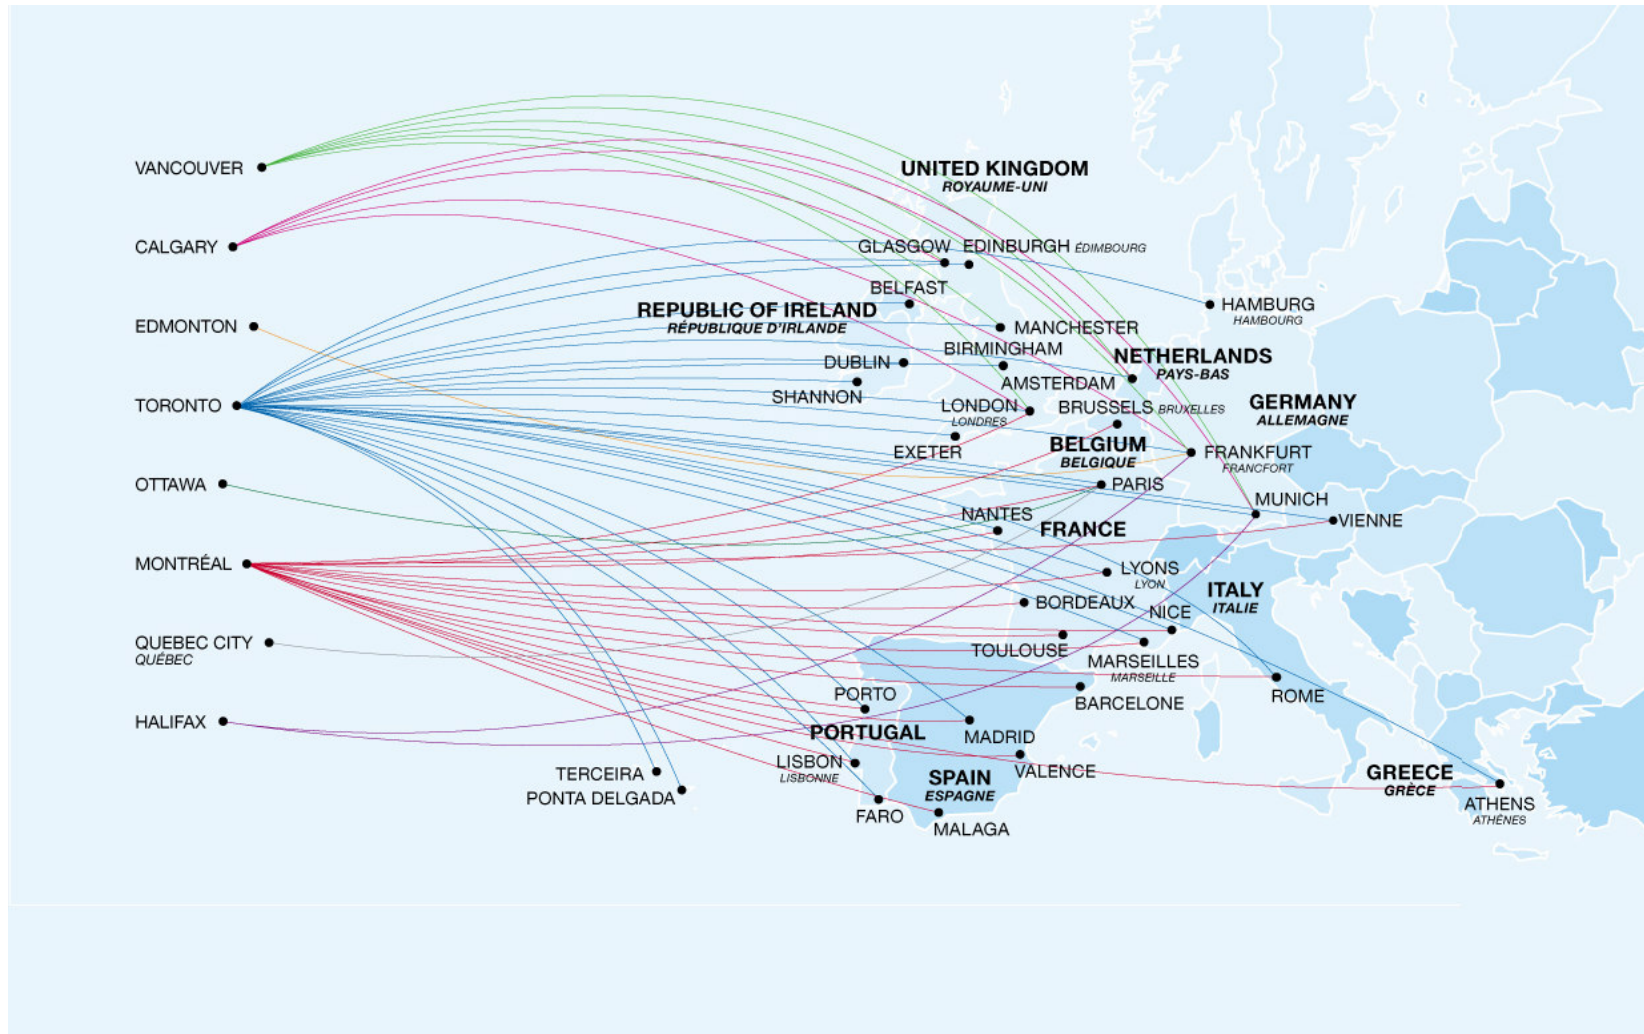 VANCOUVER
CALGARY
EDMONTON
TORONTO
OTTAWA
MONTRÉAL
QUEBEC CITY
QUÉBEC
HALIFAX
TERCEIRA
PONTA DELGADA
UNITED KINGDOM
ROYAUME-UNI
GLASGOW
EDINBURGH ÉDIMBOURG
BELFAST
REPUBLIC OF IRELAND
RÉPUBLIQUE D'IRLANDE
MANCHESTER
BIRMINGHAM
DUBLIN
SHANNON
LONDON
LONDRES
EXETER
HAMBURG
HAMBOURG
NETHERLANDS
PAYS-BAS
AMSTERDAM
BRUSSELS BRUXELLES
BELGIUM
BELGIQUE
GERMANY
ALLEMAGNE
FRANKFURT
FRANCFORT
MUNICH
VIENNE
PARIS
NANTES
FRANCE
LYONS
LYON
BORDEAUX
NICE
TOULOUSE
MARSEILLES
MARSEILLE
ITALY
ITALIE
ROME
BARCELONE
PORTO
PORTUGAL
LISBON
LISBONNE
FARO
MADRID
VALENCE
SPAIN
ESPAGNE
MALAGA
GREECE
GRÈCE
ATHENS
ATHÈNES